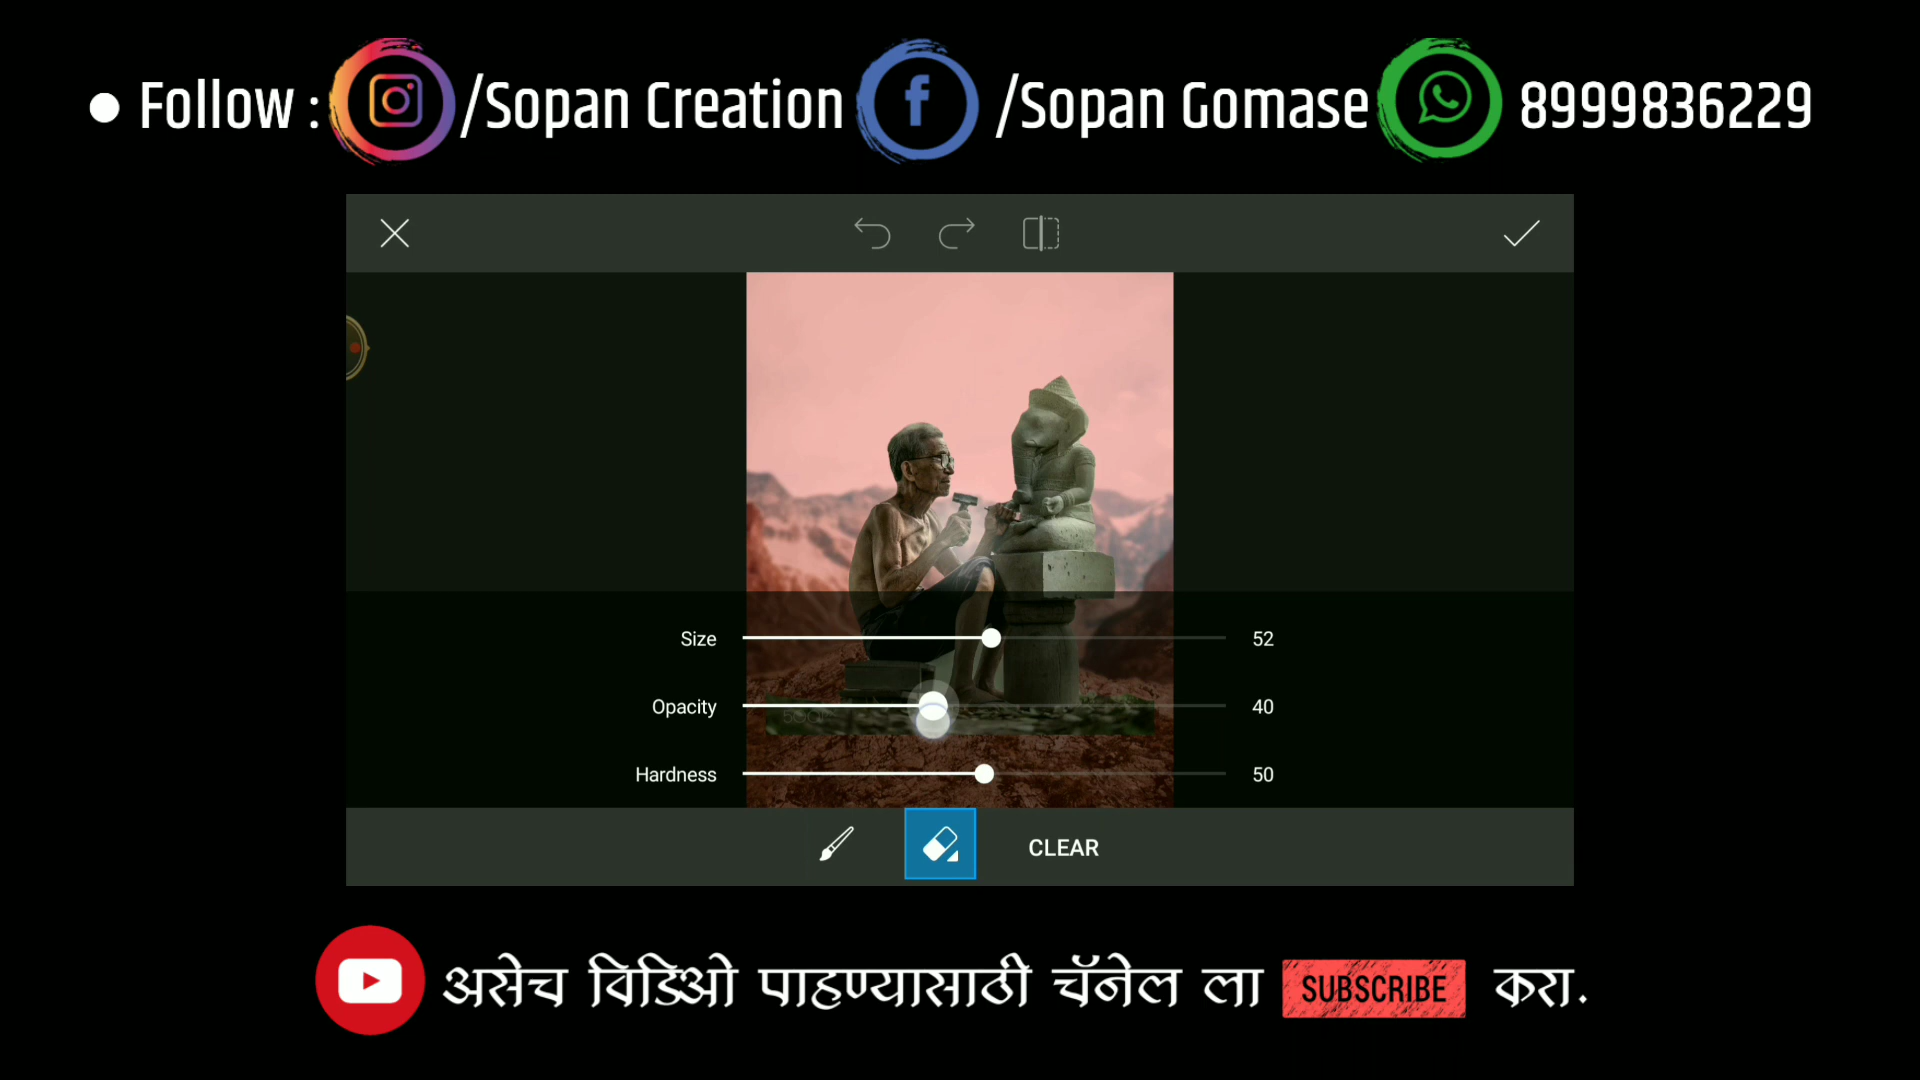 • Follow : /Sopan Creation /Sopan Gomase 8999836229
Size 52
Opacity 40
Hardness 50
CLEAR
असेच विडिओ पाहण्यासाठी चॅनेल ला SUBSCRIBE करा.